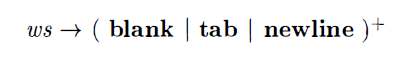 ws → ( blank | tab | newline )⁺